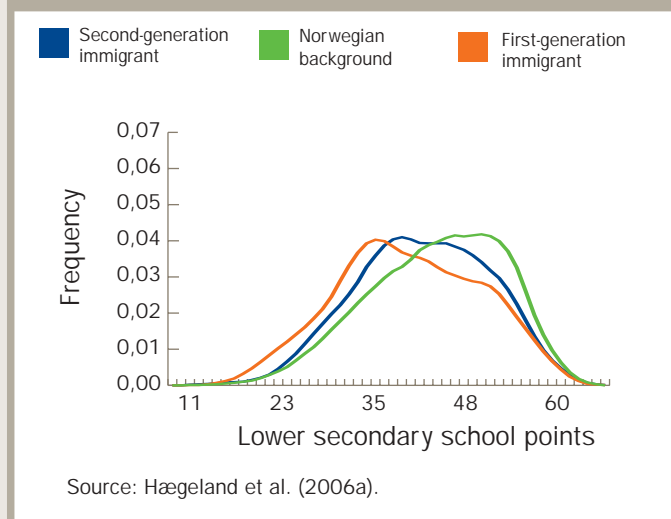 Second-generation
immigrant
Norwegian
background
First-generation
immigrant
0,07
0,06
0,05
0,04
0,03
0,02
0,01
0,00
Frequency
11 23 35 48 60
Lower secondary school points
Source: Hægeland et al. (2006a).